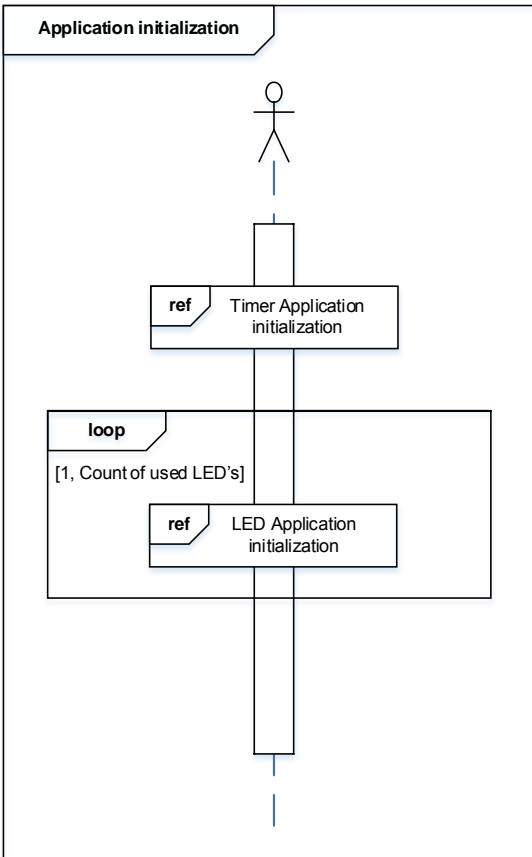 Application initialization
ref
Timer Application
initialization
loop
[1, Count of used LED's]
ref
LED Application
initialization